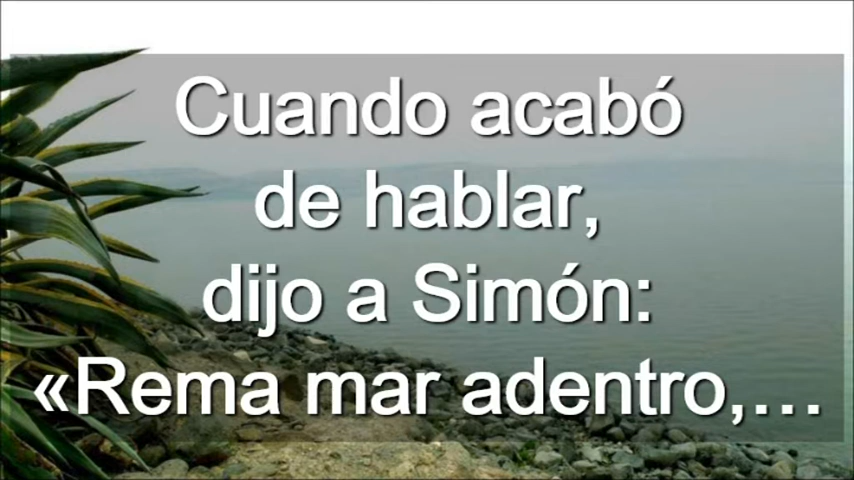 Cuando acabó
de hablar,
dijo a Simón:
«Rema mar adentro,...